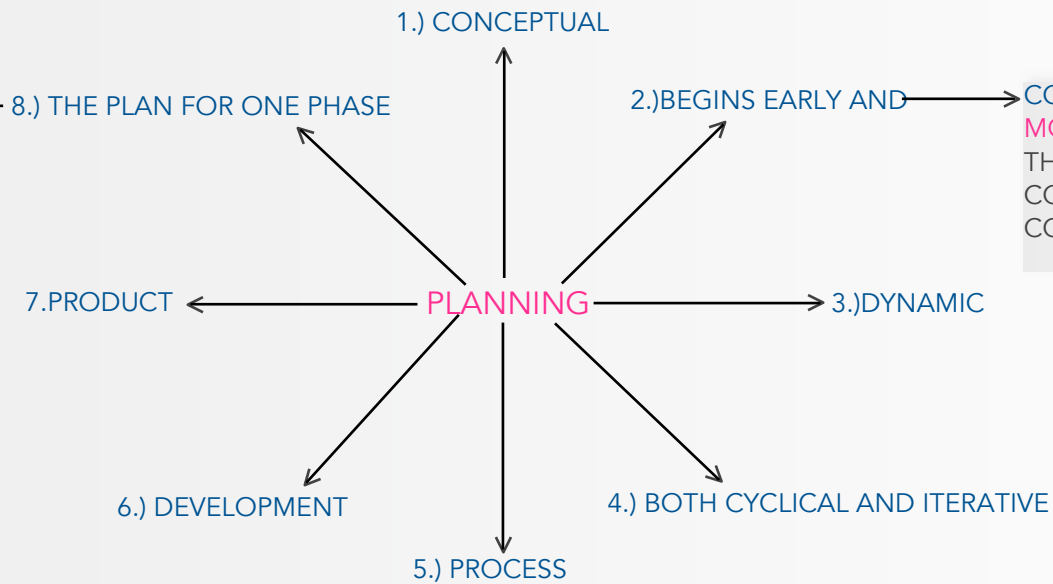 1.) CONCEPTUAL
8.) THE PLAN FOR ONE PHASE
2.)BEGINS EARLY AND
7.PRODUCT
PLANNING
3.)DYNAMIC
6.) DEVELOPMENT
4.) BOTH CYCLICAL AND ITERATIVE
5.) PROCESS